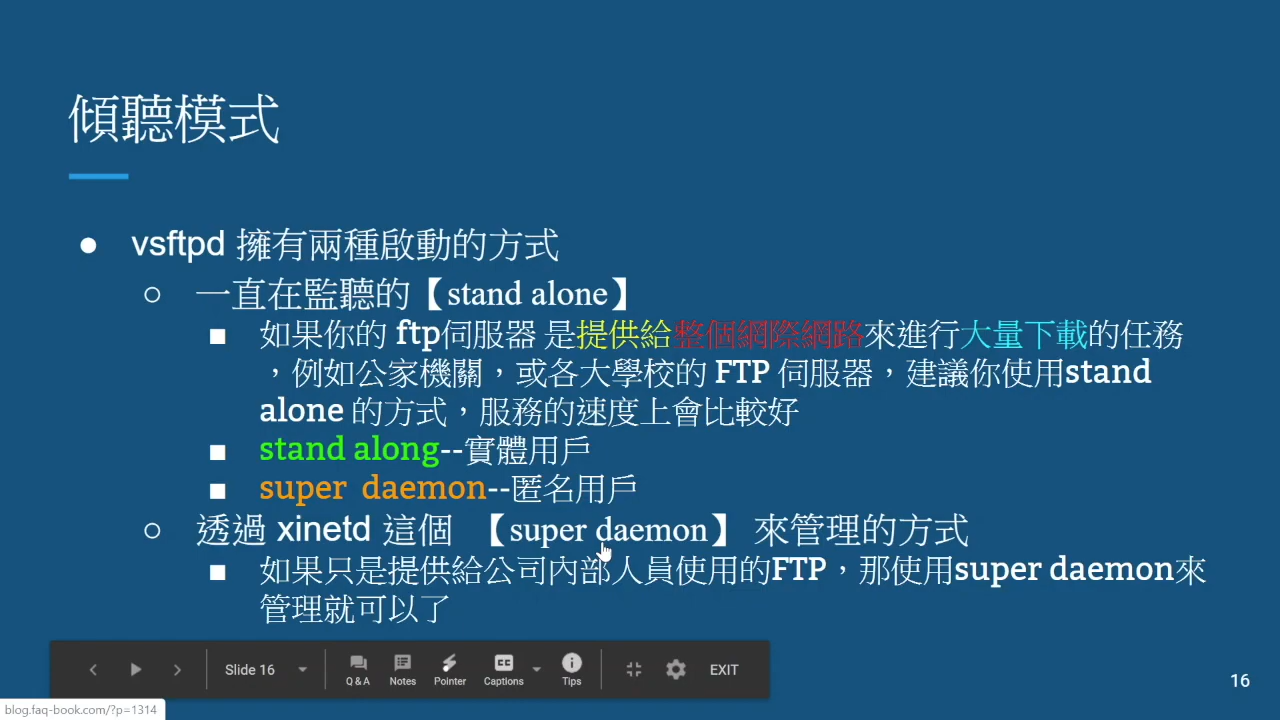 傾聽模式
● vsftpd 擁有兩種啟動的方式
○ 一直在監聽的【stand alone】
■ 如果你的 ftp伺服器 是提供給整個網際網路來進行大量下載的任務
，例如公家機關，或各大學校的 FTP 伺服器，建議你使用stand
alone 的方式，服務的速度上會比較好
■ stand along--實體用戶
■ super daemon--匿名用戶
○ 透過 xinetd 這個 【super daemon】 來管理的方式
■ 如果只是提供給公司內部人員使用的FTP，那使用super daemon來
管理就可以了
Slide 16
Q & A
Notes
Pointer
CC
Captions
Tips
EXIT
16
blog.faq-book.com/?p=1314